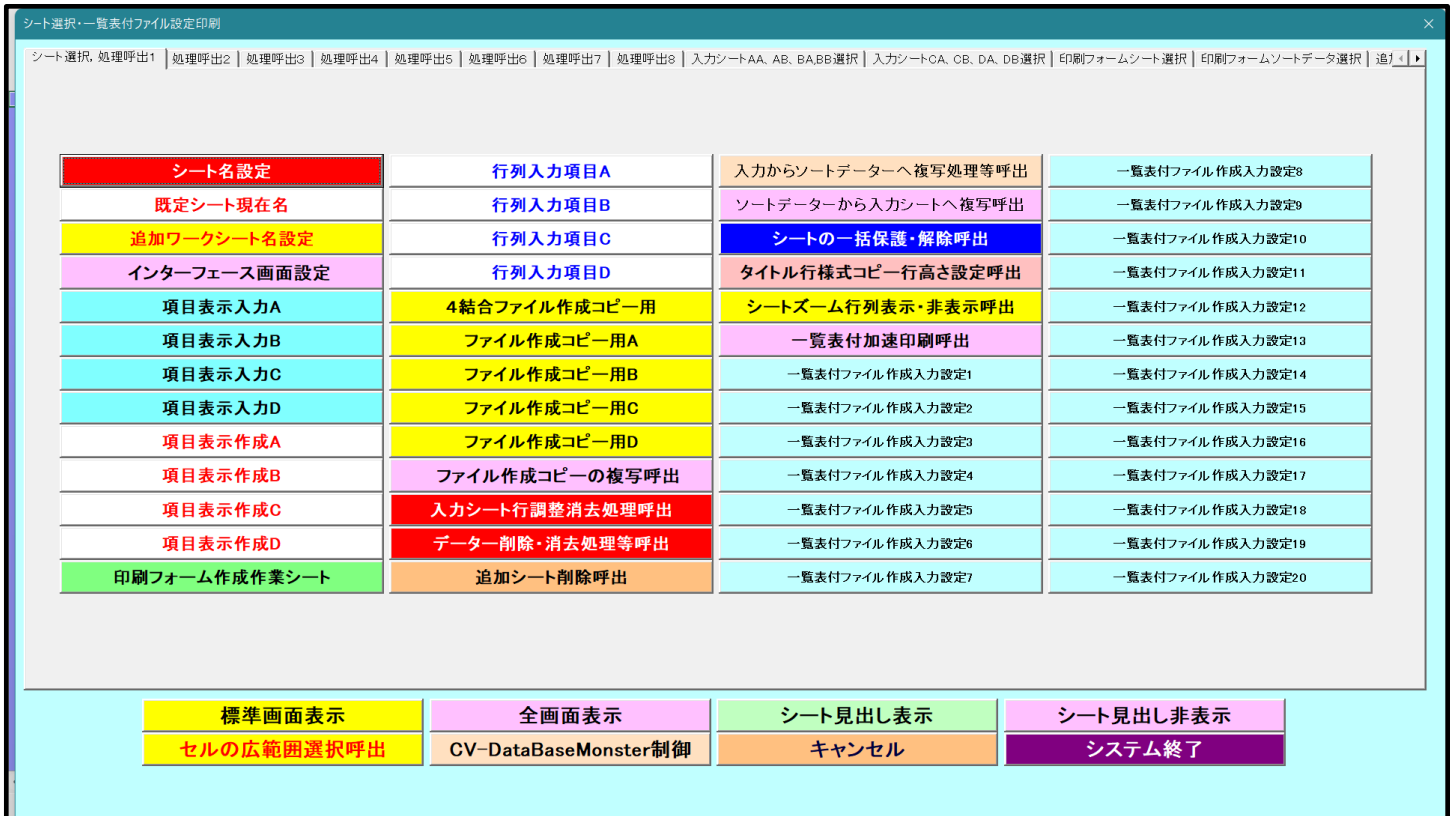 シート選択・一覧表付ファイル設定印刷
シート選択, 処理呼出1 処理呼出2 処理呼出3 処理呼出4 処理呼出5 処理呼出6 処理呼出7 処理呼出8 入力シートAA、AB、BA,BB選択 入力シートCA、CB、DA、DB選択 印刷フォームシート選択 印刷フォームソートデータ選択
シート名設定 行列入力項目A 入力からソートデーターへ複写処理等呼出 一覧表付ファイル作成入力設定8
既定シート現在名 行列入力項目B ソートデーターから入力シートへ複写呼出 一覧表付ファイル作成入力設定9
追加ワークシート名設定 行列入力項目C シートの一括保護・解除呼出 一覧表付ファイル作成入力設定10
インターフェース画面設定 行列入力項目D タイトル行様式コピー行高さ設定呼出 一覧表付ファイル作成入力設定11
項目表示入力A 4結合ファイル作成コピー用 シートズーム行列表示・非表示呼出 一覧表付ファイル作成入力設定12
項目表示入力B ファイル作成コピー用A 一覧表付加速印刷呼出 一覧表付ファイル作成入力設定13
項目表示入力C ファイル作成コピー用B 一覧表付ファイル作成入力設定1 一覧表付ファイル作成入力設定14
項目表示入力D ファイル作成コピー用C 一覧表付ファイル作成入力設定2 一覧表付ファイル作成入力設定15
項目表示作成A ファイル作成コピー用D 一覧表付ファイル作成入力設定3 一覧表付ファイル作成入力設定16
項目表示作成B ファイル作成コピーの複写呼出 一覧表付ファイル作成入力設定4 一覧表付ファイル作成入力設定17
項目表示作成C 入力シート行調整消去処理呼出 一覧表付ファイル作成入力設定5 一覧表付ファイル作成入力設定18
項目表示作成D データー削除・消去処理等呼出 一覧表付ファイル作成入力設定6 一覧表付ファイル作成入力設定19
印刷フォーム作成作業シート 追加シート削除呼出 一覧表付ファイル作成入力設定7 一覧表付ファイル作成入力設定20
標準画面表示 全画面表示 シート見出し表示 シート見出し非表示
セルの広範囲選択呼出 CV-DataBaseMonster制御 キャンセル システム終了